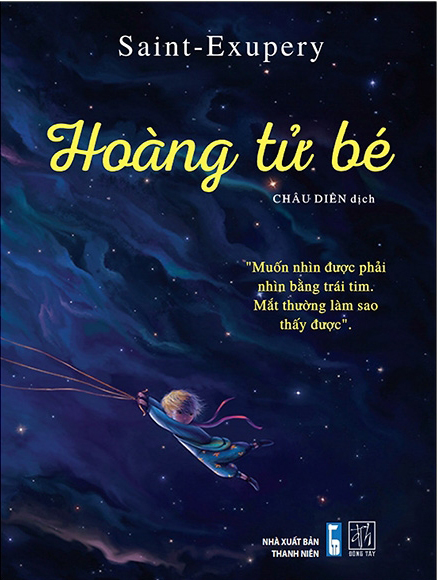 Saint-Exupery
Hoàng tử bé
CHÂU DIÊN dịch
"Muốn nhìn được phải
nhìn bằng trái tim.
Mắt thường làm sao
thấy được".
NHÀ XUẤT BẢN
THANH NIÊN
ĐÔNG TÂY